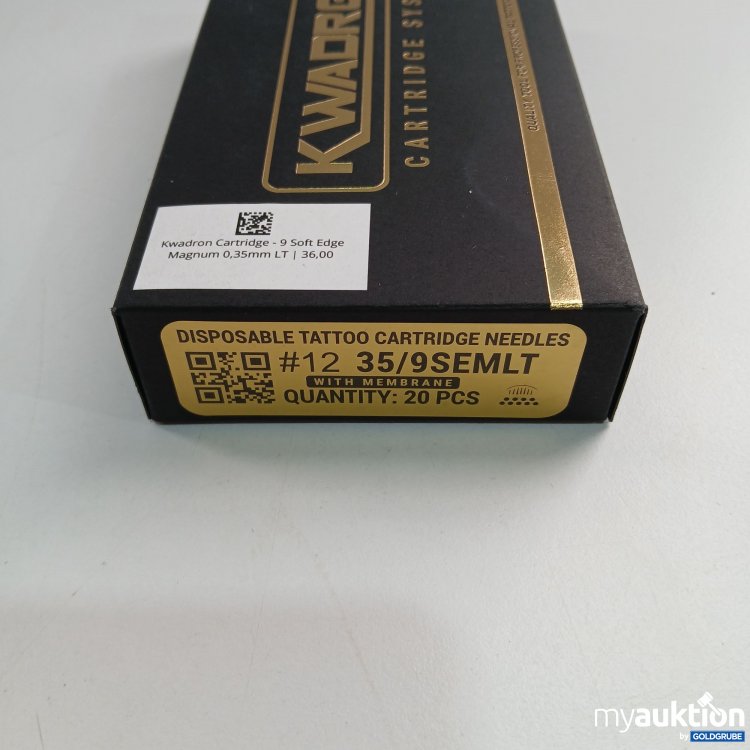 KWADRO
CARTRIDGE SYS
Kwadron Cartridge - 9 Soft Edge
Magnum 0,35mm LT | 36,00
DISPOSABLE TATTOO CARTRIDGE NEEDLES
#12 35/9SEMLT
WITH MEMBRANE
QUANTITY: 20 PCS
myauktion
by GOLDGRUBE